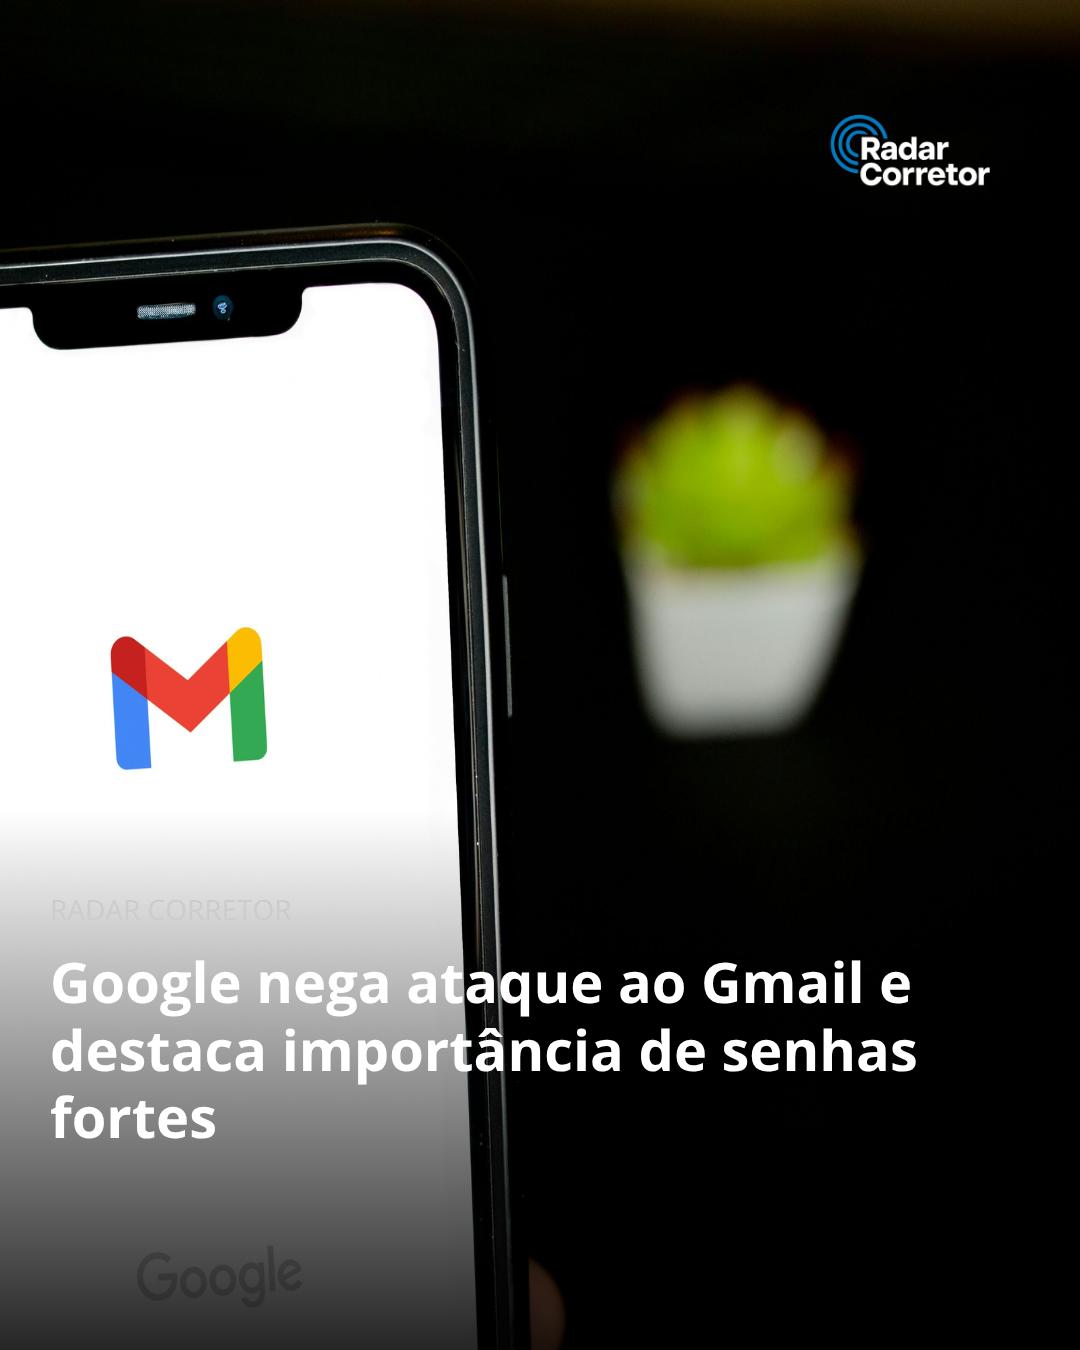 Radar
Corretor
RADAR CORRETOR
Google nega ataque ao Gmail e
destaca importância de senhas
fortes
Google